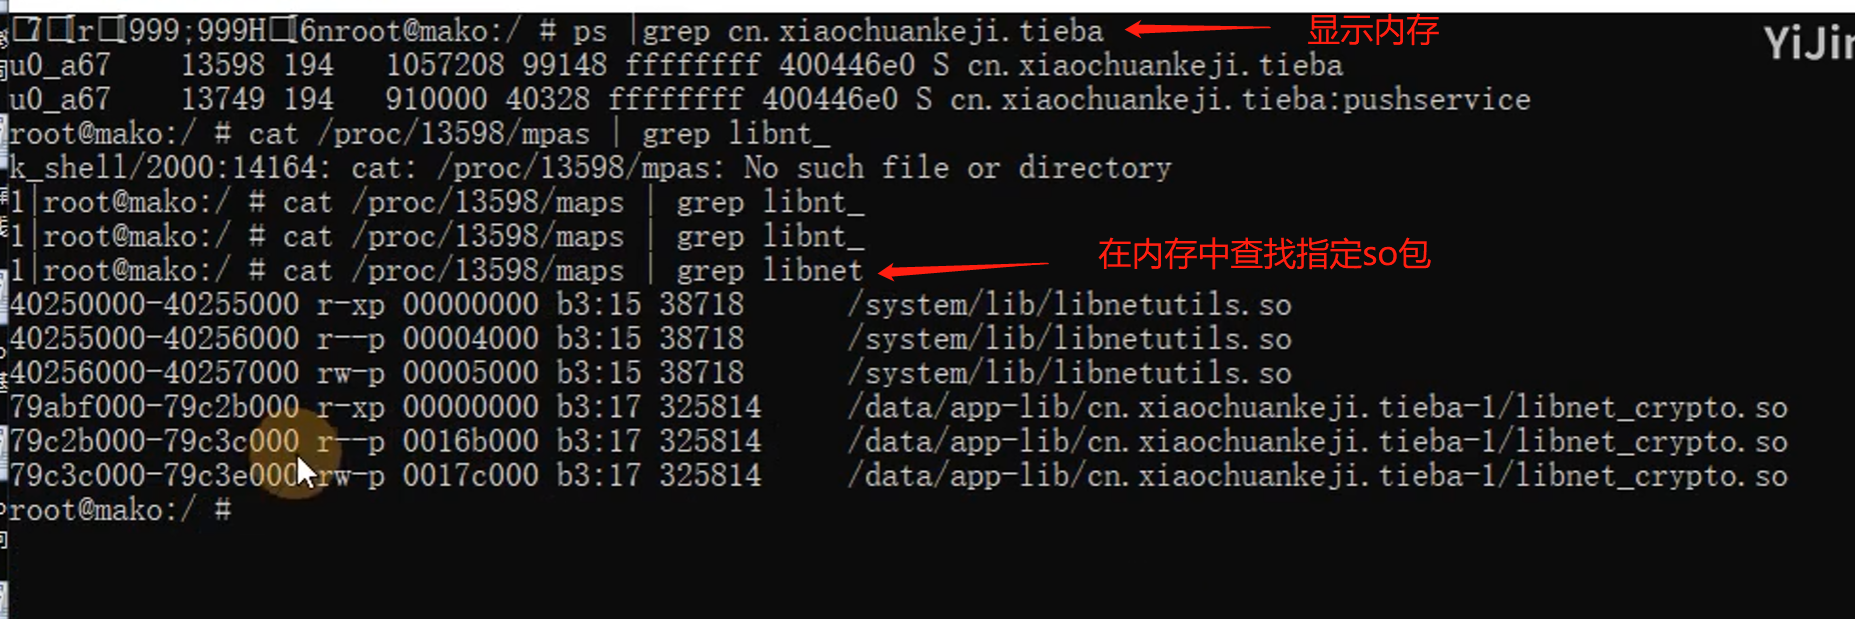 7[r[999;999H[6nroot@mako:/ # ps |grep cn.xiaochuankeji.tieba
显示内存
YiJin
u0_a67 13598 194 1057208 99148 ffffffff 400446e0 S cn.xiaochuankeji.tieba
u0_a67 13749 194 910000 40328 ffffffff 400446e0 S cn.xiaochuankeji.tieba:pushservice
root@mako:/ # cat /proc/13598/mpas | grep libnt_
k_shell/2000:14164: cat: /proc/13598/mpas: No such file or directory
1|root@mako:/ # cat /proc/13598/maps | grep libnt_
1|root@mako:/ # cat /proc/13598/maps | grep libnt_
1|root@mako:/ # cat /proc/13598/maps | grep libnet
在内存中查找指定so包
40250000-40255000 r-xp 00000000 b3:15 38718 /system/lib/libnetutils.so
40255000-40256000 r--p 00004000 b3:15 38718 /system/lib/libnetutils.so
40256000-40257000 rw-p 00005000 b3:15 38718 /system/lib/libnetutils.so
79abf000-79c2b000 r-xp 00000000 b3:17 325814 /data/app-lib/cn.xiaochuankeji.tieba-1/libnet_crypto.so
79c2b000-79c3c000 r--p 0016b000 b3:17 325814 /data/app-lib/cn.xiaochuankeji.tieba-1/libnet_crypto.so
79c3c000-79c3e000 rw-p 0017c000 b3:17 325814 /data/app-lib/cn.xiaochuankeji.tieba-1/libnet_crypto.so
root@mako:/ #